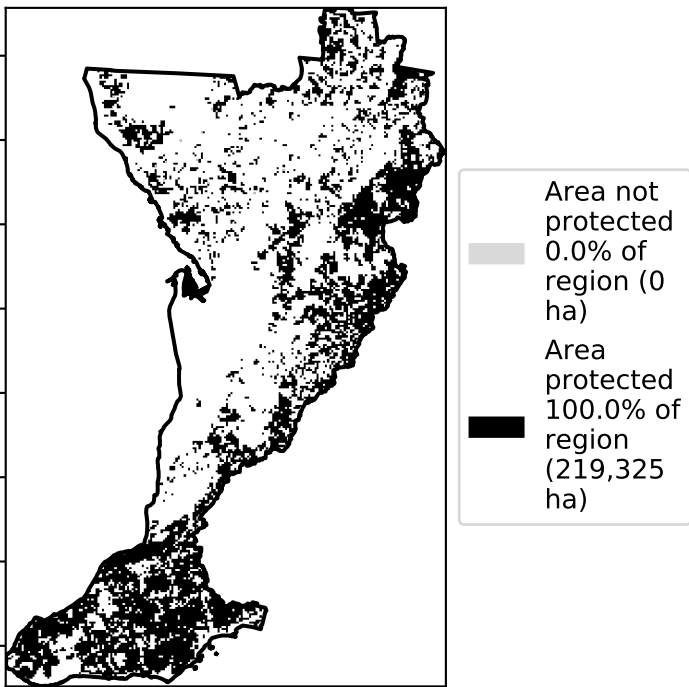 Area not
protected
0.0% of
region (0
ha)
Area
protected
100.0% of
region
(219,325
ha)